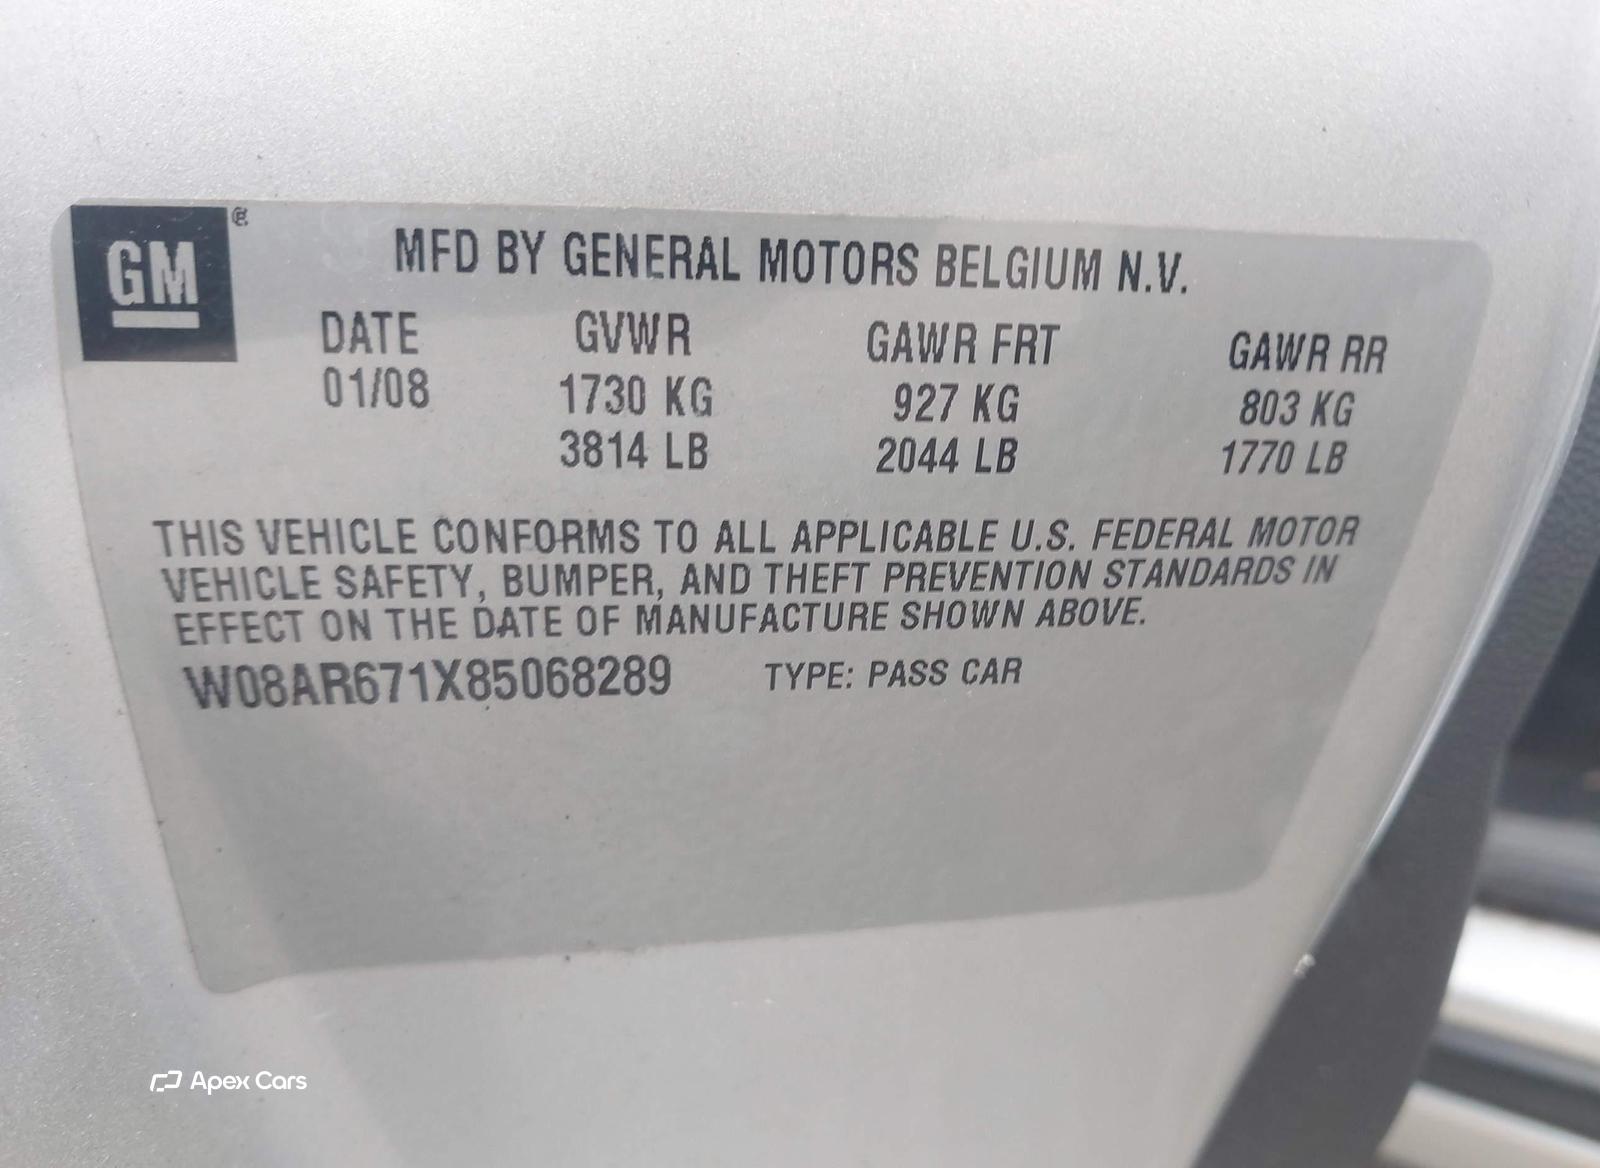 GM ®
MFD BY GENERAL MOTORS BELGIUM N.V.
DATE GVWR GAWR FRT GAWR RR
01/08 1730 KG 927 KG 803 KG
3814 LB 2044 LB 1770 LB
THIS VEHICLE CONFORMS TO ALL APPLICABLE U.S. FEDERAL MOTOR
VEHICLE SAFETY, BUMPER, AND THEFT PREVENTION STANDARDS IN
EFFECT ON THE DATE OF MANUFACTURE SHOWN ABOVE.
W08AR671X85068289 TYPE: PASS CAR
Apex Cars